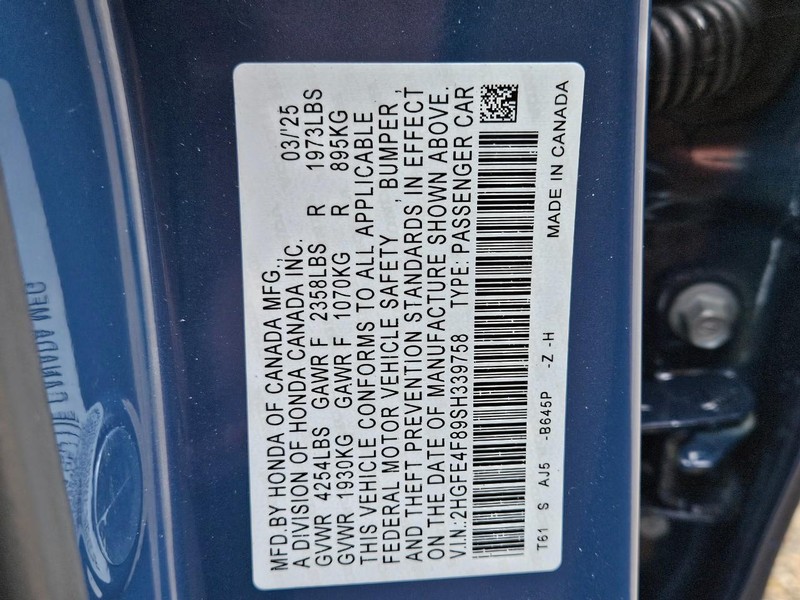 MFD.BY HONDA OF CANADA MFG., 03/'25
A DIVISION OF HONDA CANADA INC.
GVWR 4254LBS GAWR F 2358LBS R 1973LBS
GVWR 1930KG GAWR F 1070KG R 895KG
THIS VEHICLE CONFORMS TO ALL APPLICABLE
FEDERAL MOTOR VEHICLE SAFETY, BUMPER,
AND THEFT PREVENTION STANDARDS IN EFFECT
ON THE DATE OF MANUFACTURE SHOWN ABOVE.
V.I.N.:2HGFE4F89SH339758 TYPE: PASSENGER CAR
T61 S AJ5 -B645P -Z -H MADE IN CANADA